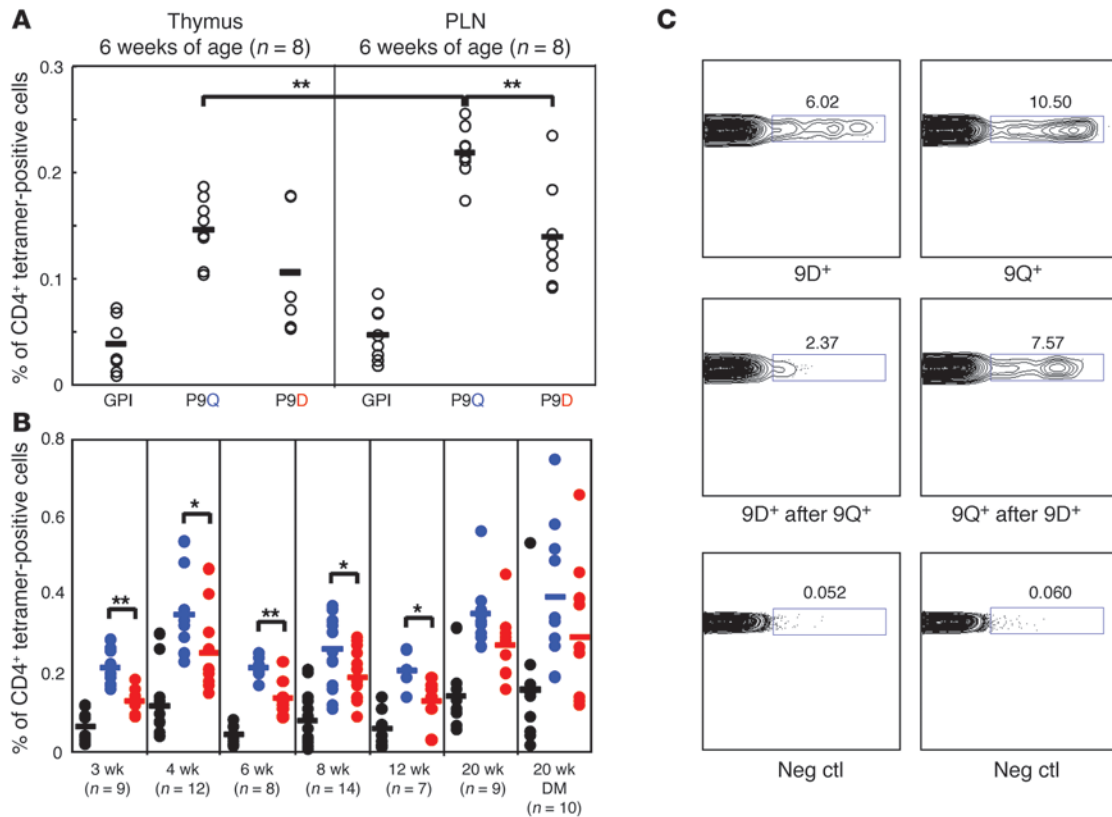 A
Thymus
6 weeks of age (n = 8)
PLN
6 weeks of age (n = 8)
% of CD4+ tetramer-positive cells
0.3
0.2
0.1
0
**
**
GPI
P9Q
P9D
GPI
P9Q
P9D
B
% of CD4+ tetramer-positive cells
0.8
0.6
0.4
0.2
0
**
*
**
*
*
3 wk
(n = 9)
4 wk
(n = 12)
6 wk
(n = 8)
8 wk
(n = 14)
12 wk
(n = 7)
20 wk
(n = 9)
20 wk
DM
(n = 10)
C
6.02
9D+
10.50
9Q+
2.37
9D+ after 9Q+
7.57
9Q+ after 9D+
0.052
Neg ctl
0.060
Neg ctl